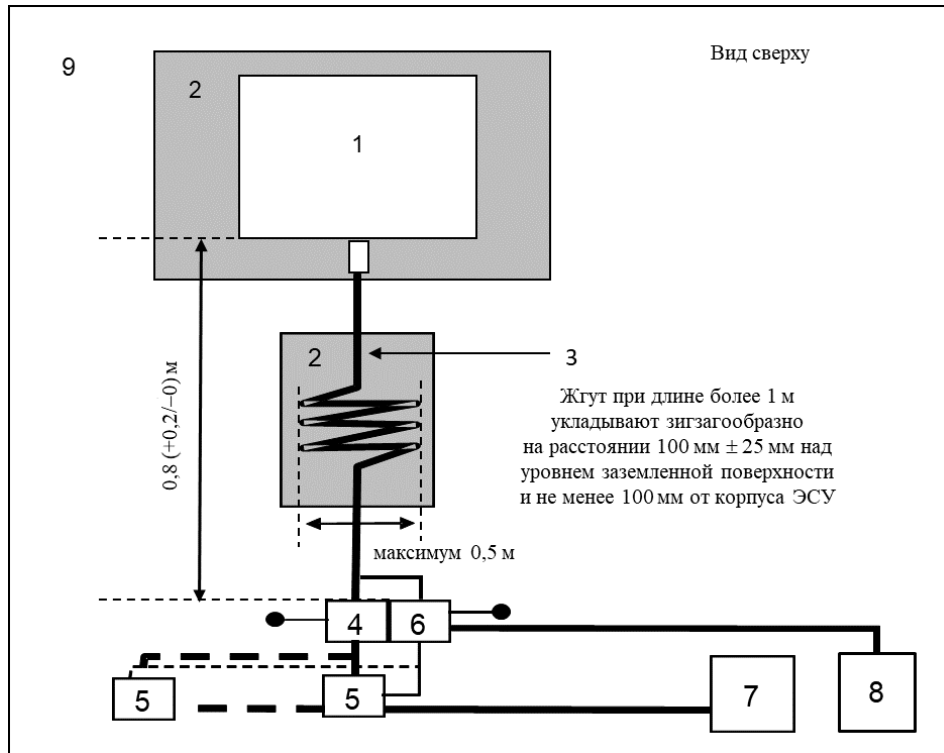 9
Вид сверху
2
1
2
3
0,8 (+0,2/–0) м
Жгут при длине более 1 м
укладывают зигзагообразно
на расстоянии 100 мм ± 25 мм над
уровнем заземленной поверхности
и не менее 100 мм от корпуса ЭСУ
максимум 0,5 м
4
6
5
5
7
8